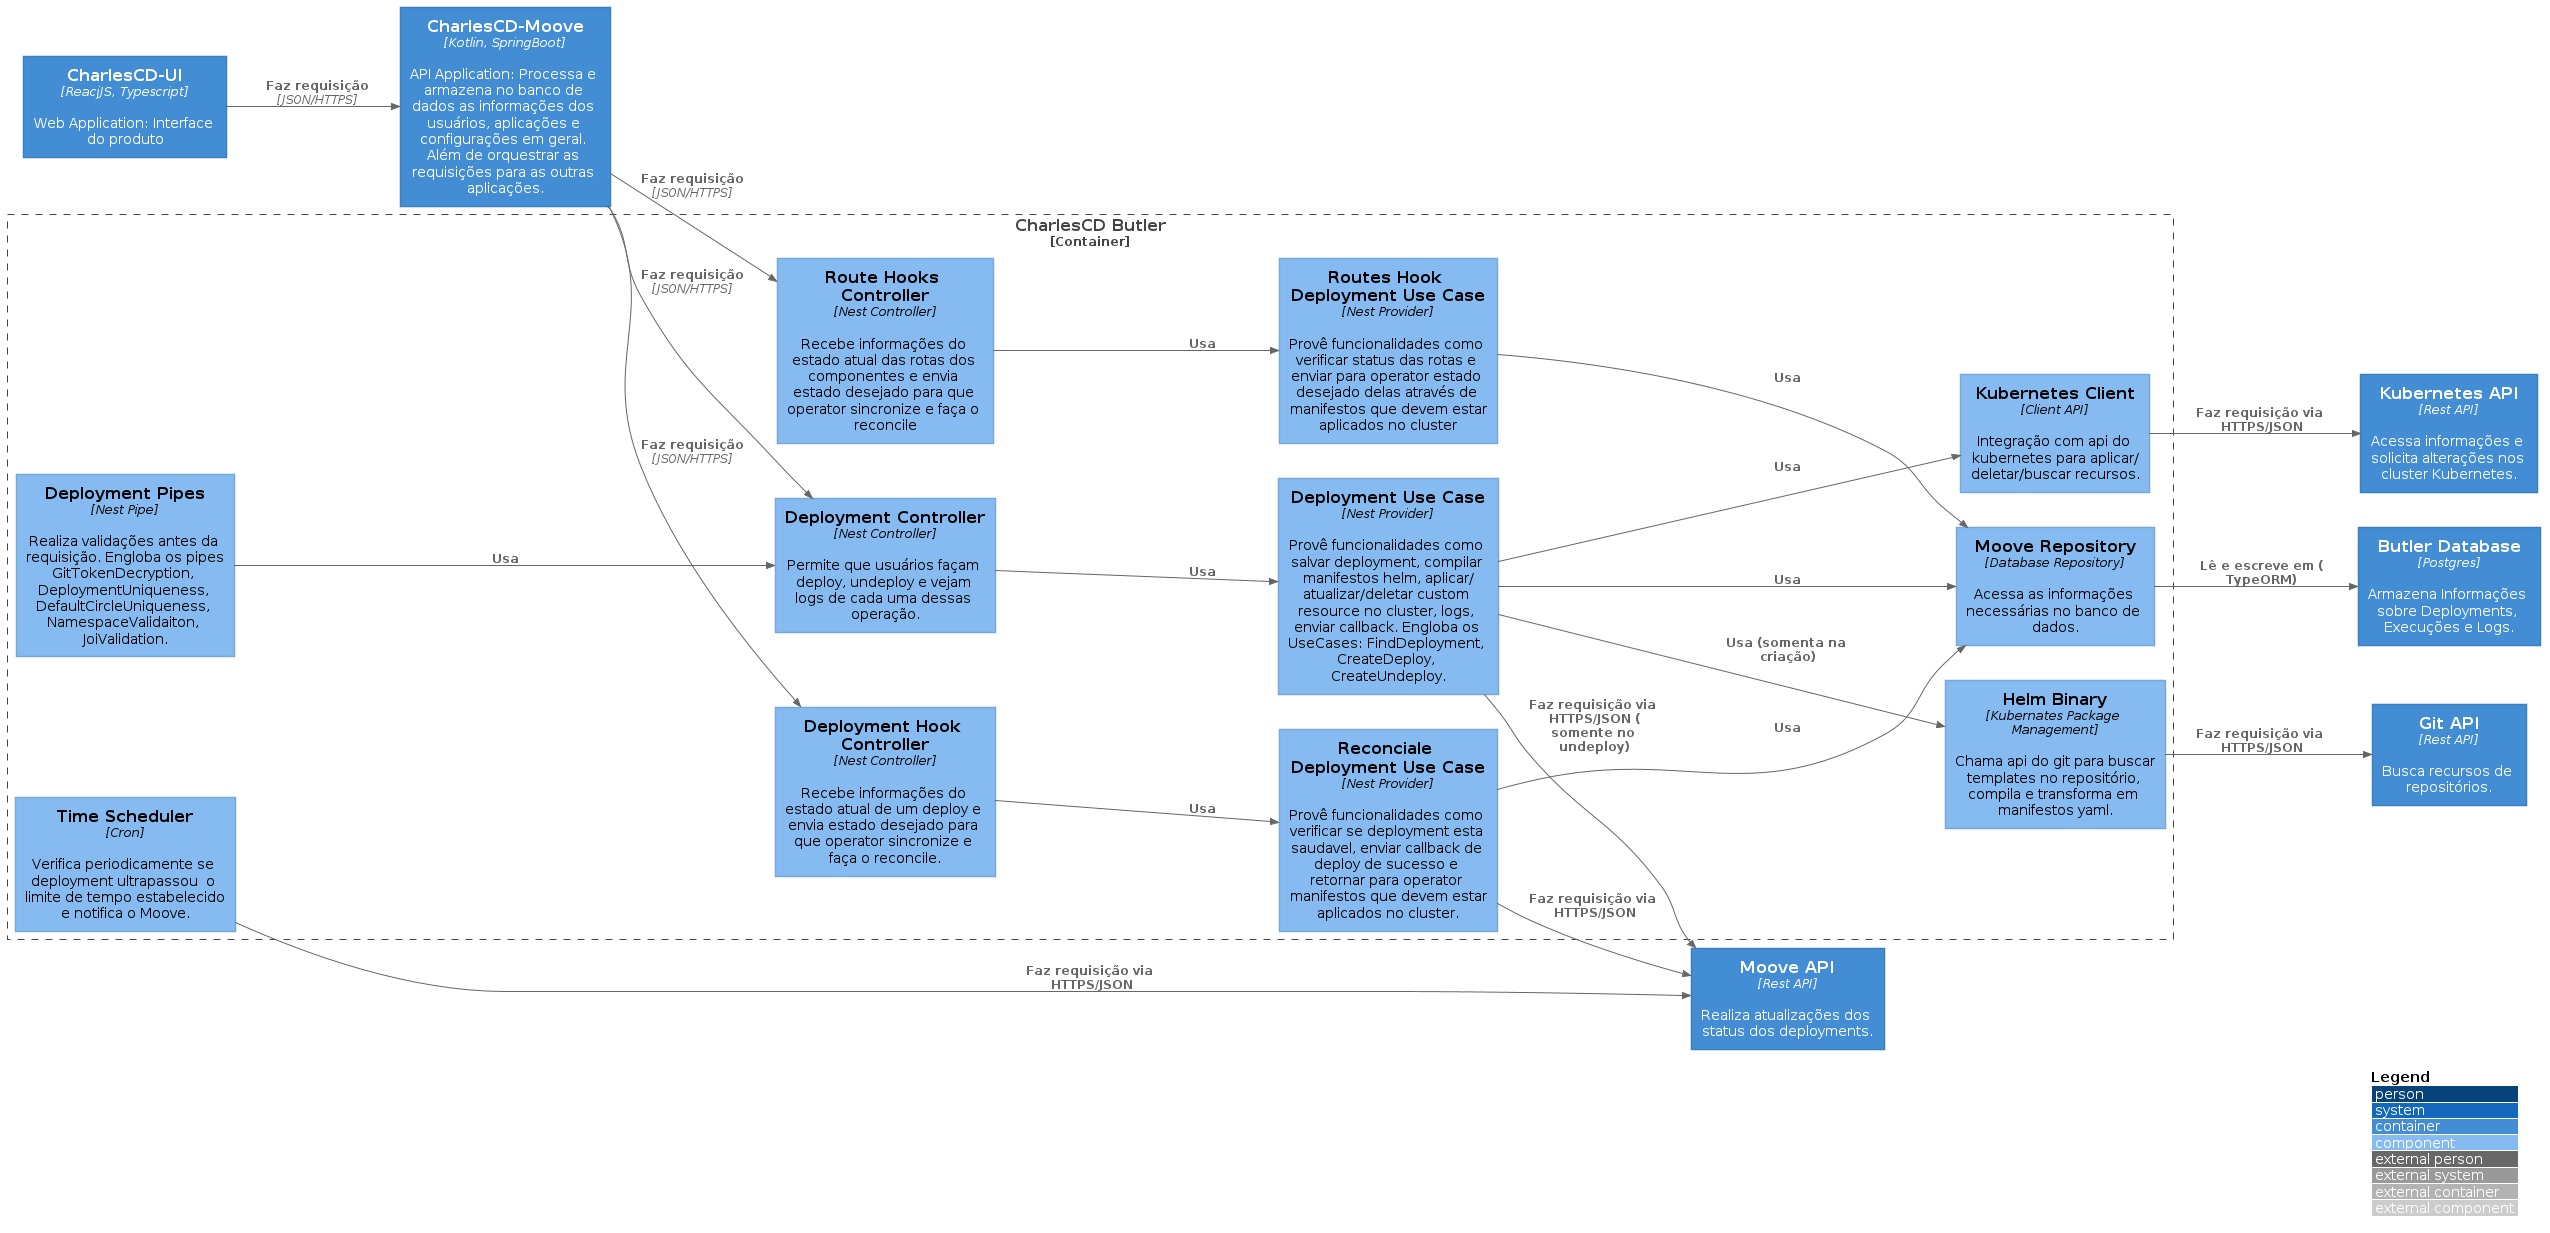 CharlesCD-UI
[ReacjJS, Typescript]
Web Application: Interface
do produto
Faz requisição
[JSON/HTTPS]
CharlesCD-Moove
[Kotlin, SpringBoot]
API Application: Processa e
armazena no banco de
dados as informações dos
usuários, aplicações e
configurações em geral.
Além de orquestrar as
requisições para as outras
aplicações.
Faz requisição
[JSON/HTTPS]
Faz requisição
[JSON/HTTPS]
Faz requisição
[JSON/HTTPS]
CharlesCD Butler
[Container]
Route Hooks
Controller
[Nest Controller]
Recebe informações do
estado atual das rotas dos
componentes e envia
estado desejado para que
operator sincronize e faça o
reconcile
Usa
Routes Hook
Deployment Use Case
[Nest Provider]
Provê funcionalidades como
verificar status das rotas e
enviar para operator estado
desejado delas através de
manifestos que devem estar
aplicados no cluster
Usa
Deployment Pipes
[Nest Pipe]
Realiza validações antes da
requisição. Engloba os pipes
GitTokenDecryption,
DeploymentUniqueness,
DefaultCircleUniqueness,
NamespaceValidaiton,
JoiValidation.
Usa
Deployment Controller
[Nest Controller]
Permite que usuários façam
deploy, undeploy e vejam
logs de cada uma dessas
operação.
Usa
Deployment Use Case
[Nest Provider]
Provê funcionalidades como
salvar deployment, compilar
manifestos helm, aplicar/
atualizar/deletar custom
resource no cluster, logs,
enviar callback. Engloba os
UseCases: FindDeployment,
CreateDeploy,
CreateUndeploy.
Usa
Usa
Usa (somenta na
criação)
Faz requisição via
HTTPS/JSON (
somente no
undeploy)
Kubernetes Client
[Client API]
Integração com api do
kubernetes para aplicar/
deletar/buscar recursos.
Faz requisição via
HTTPS/JSON
Kubernetes API
[Rest API]
Acessa informações e
solicita alterações nos
cluster Kubernetes.
Moove Repository
[Database Repository]
Acessa as informações
necessárias no banco de
dados.
Lê e escreve em (
TypeORM)
Butler Database
[Postgres]
Armazena Informações
sobre Deployments,
Execuções e Logs.
Helm Binary
[Kubernates Package
Management]
Chama api do git para buscar
templates no repositório,
compila e transforma em
manifestos yaml.
Faz requisição via
HTTPS/JSON
Git API
[Rest API]
Busca recursos de
repositórios.
Deployment Hook
Controller
[Nest Controller]
Recebe informações do
estado atual de um deploy e
envia estado desejado para
que operator sincronize e
faça o reconcile.
Usa
Reconciale
Deployment Use Case
[Nest Provider]
Provê funcionalidades como
verificar se deployment esta
saudavel, enviar callback de
deploy de sucesso e
retornar para operator
manifestos que devem estar
aplicados no cluster.
Usa
Faz requisição via
HTTPS/JSON
Time Scheduler
[Cron]
Verifica periodicamente se
deployment ultrapassou  o
limite de tempo estabelecido
e notifica o Moove.
Faz requisição via
HTTPS/JSON
Moove API
[Rest API]
Realiza atualizações dos
status dos deployments.
Legend
person
system
container
component
external person
external system
external container
external component